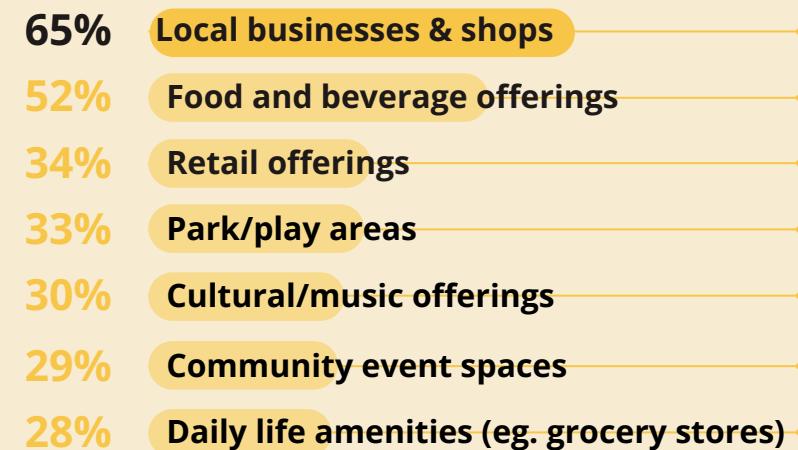 65% Local businesses & shops
52% Food and beverage offerings
34% Retail offerings
33% Park/play areas
30% Cultural/music offerings
29% Community event spaces
28% Daily life amenities (eg. grocery stores)